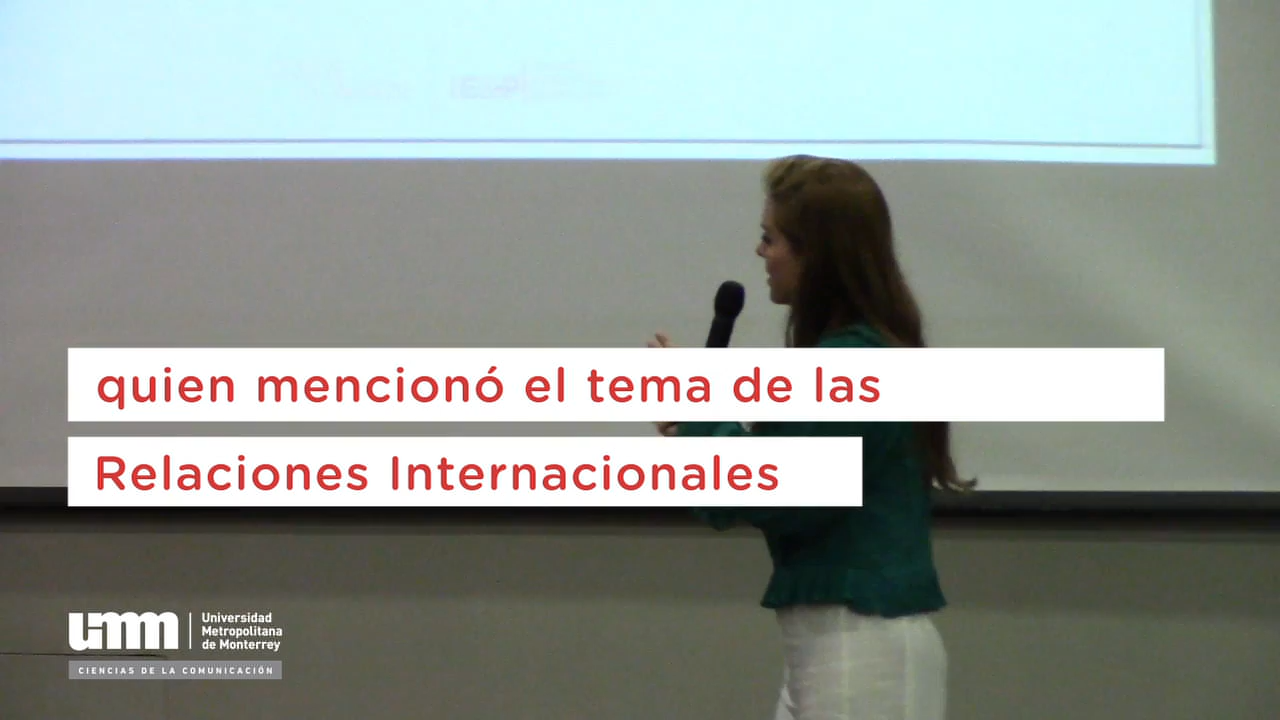 quien mencionó el tema de las
Relaciones Internacionales
umm
Universidad
Metropolitana
de Monterrey
CIENCIAS DE LA COMUNICACIÓN